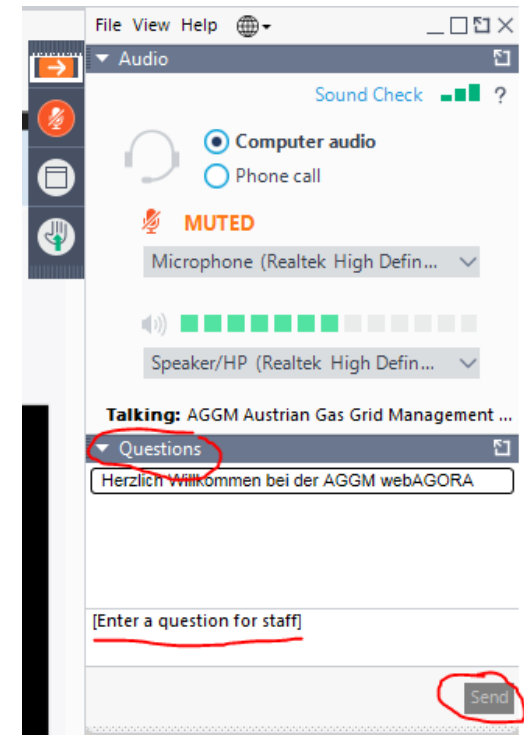 File View Help
Audio
Sound Check ?
Computer audio
Phone call
MUTED
Microphone (Realtek High Defin...
Speaker/HP (Realtek High Defin...
Talking: AGGM Austrian Gas Grid Management ...
Questions
Herzlich Willkommen bei der AGGM webAGORA
[Enter a question for staff]
Send